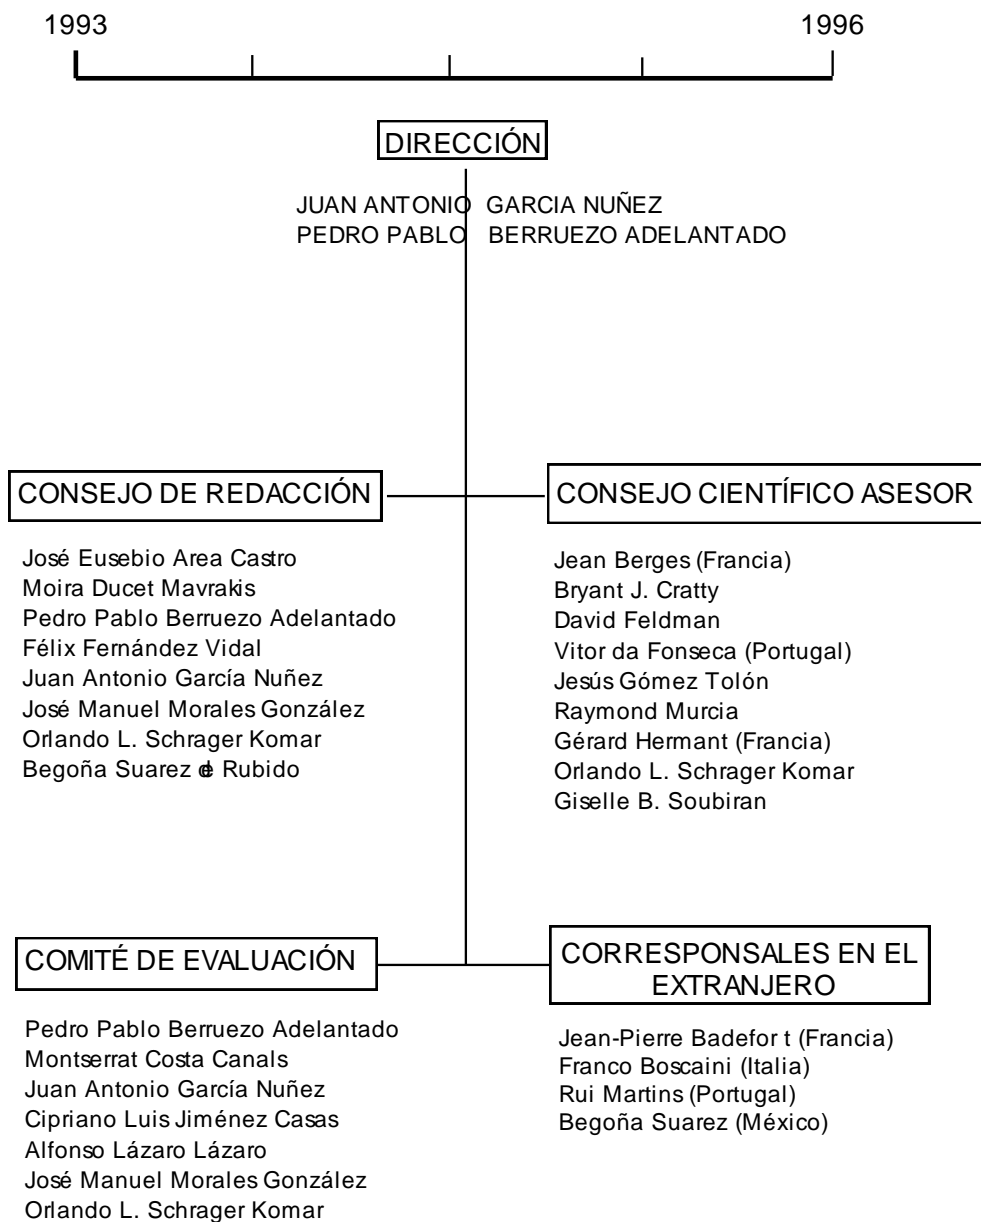 1993 1996
DIRECCIÓN
JUAN ANTONIO GARCIA NUÑEZ
PEDRO PABLO BERRUEZO ADELANTADO
CONSEJO DE REDACCIÓN
José Eusebio Area Castro
Moira Ducet Mavrakis
Pedro Pablo Berruezo Adelantado
Félix Fernández Vidal
Juan Antonio García Nuñez
José Manuel Morales González
Orlando L. Schrager Komar
Begoña Suarez de Rubido
CONSEJO CIENTÍFICO ASESOR
Jean Berges (Francia)
Bryant J. Cratty
David Feldman
Vitor da Fonseca (Portugal)
Jesús Gómez Tolón
Raymond Murcia
Gérard Hermant (Francia)
Orlando L. Schrager Komar
Giselle B. Soubiran
COMITÉ DE EVALUACIÓN
Pedro Pablo Berruezo Adelantado
Montserrat Costa Canals
Juan Antonio García Nuñez
Cipriano Luis Jiménez Casas
Alfonso Lázaro Lázaro
José Manuel Morales González
Orlando L. Schrager Komar
CORRESPONSALES EN EL
EXTRANJERO
Jean-Pierre Badefor t (Francia)
Franco Boscaini (Italia)
Rui Martins (Portugal)
Begoña Suarez (México)